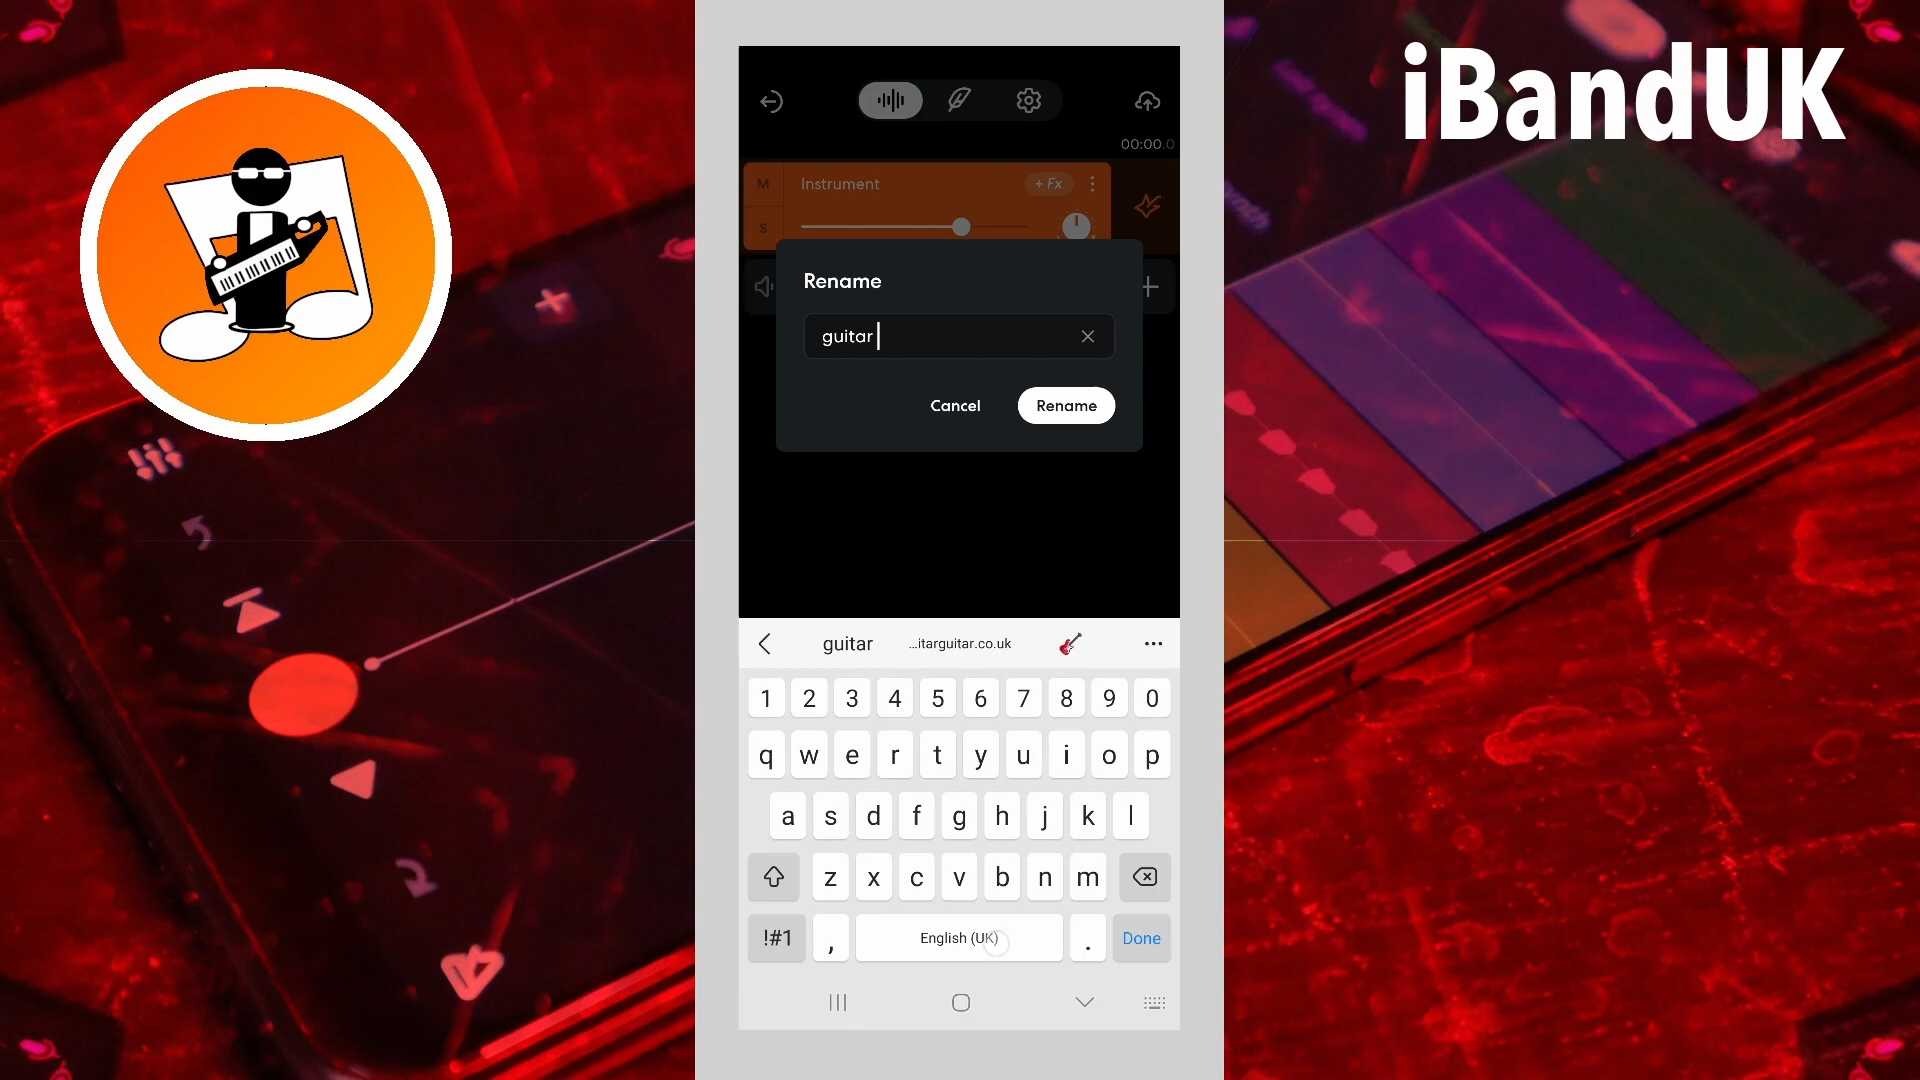 iBandUK
00:00.0
M
Instrument
+ Fx
S
Rename
guitar
Cancel
Rename
guitar
...itarguitar.co.uk
1 2 3 4 5 6 7 8 9 0
q w e r t y u i o p
a s d f g h j k l
z x c v b n m
!#1 , English (UK) . Done